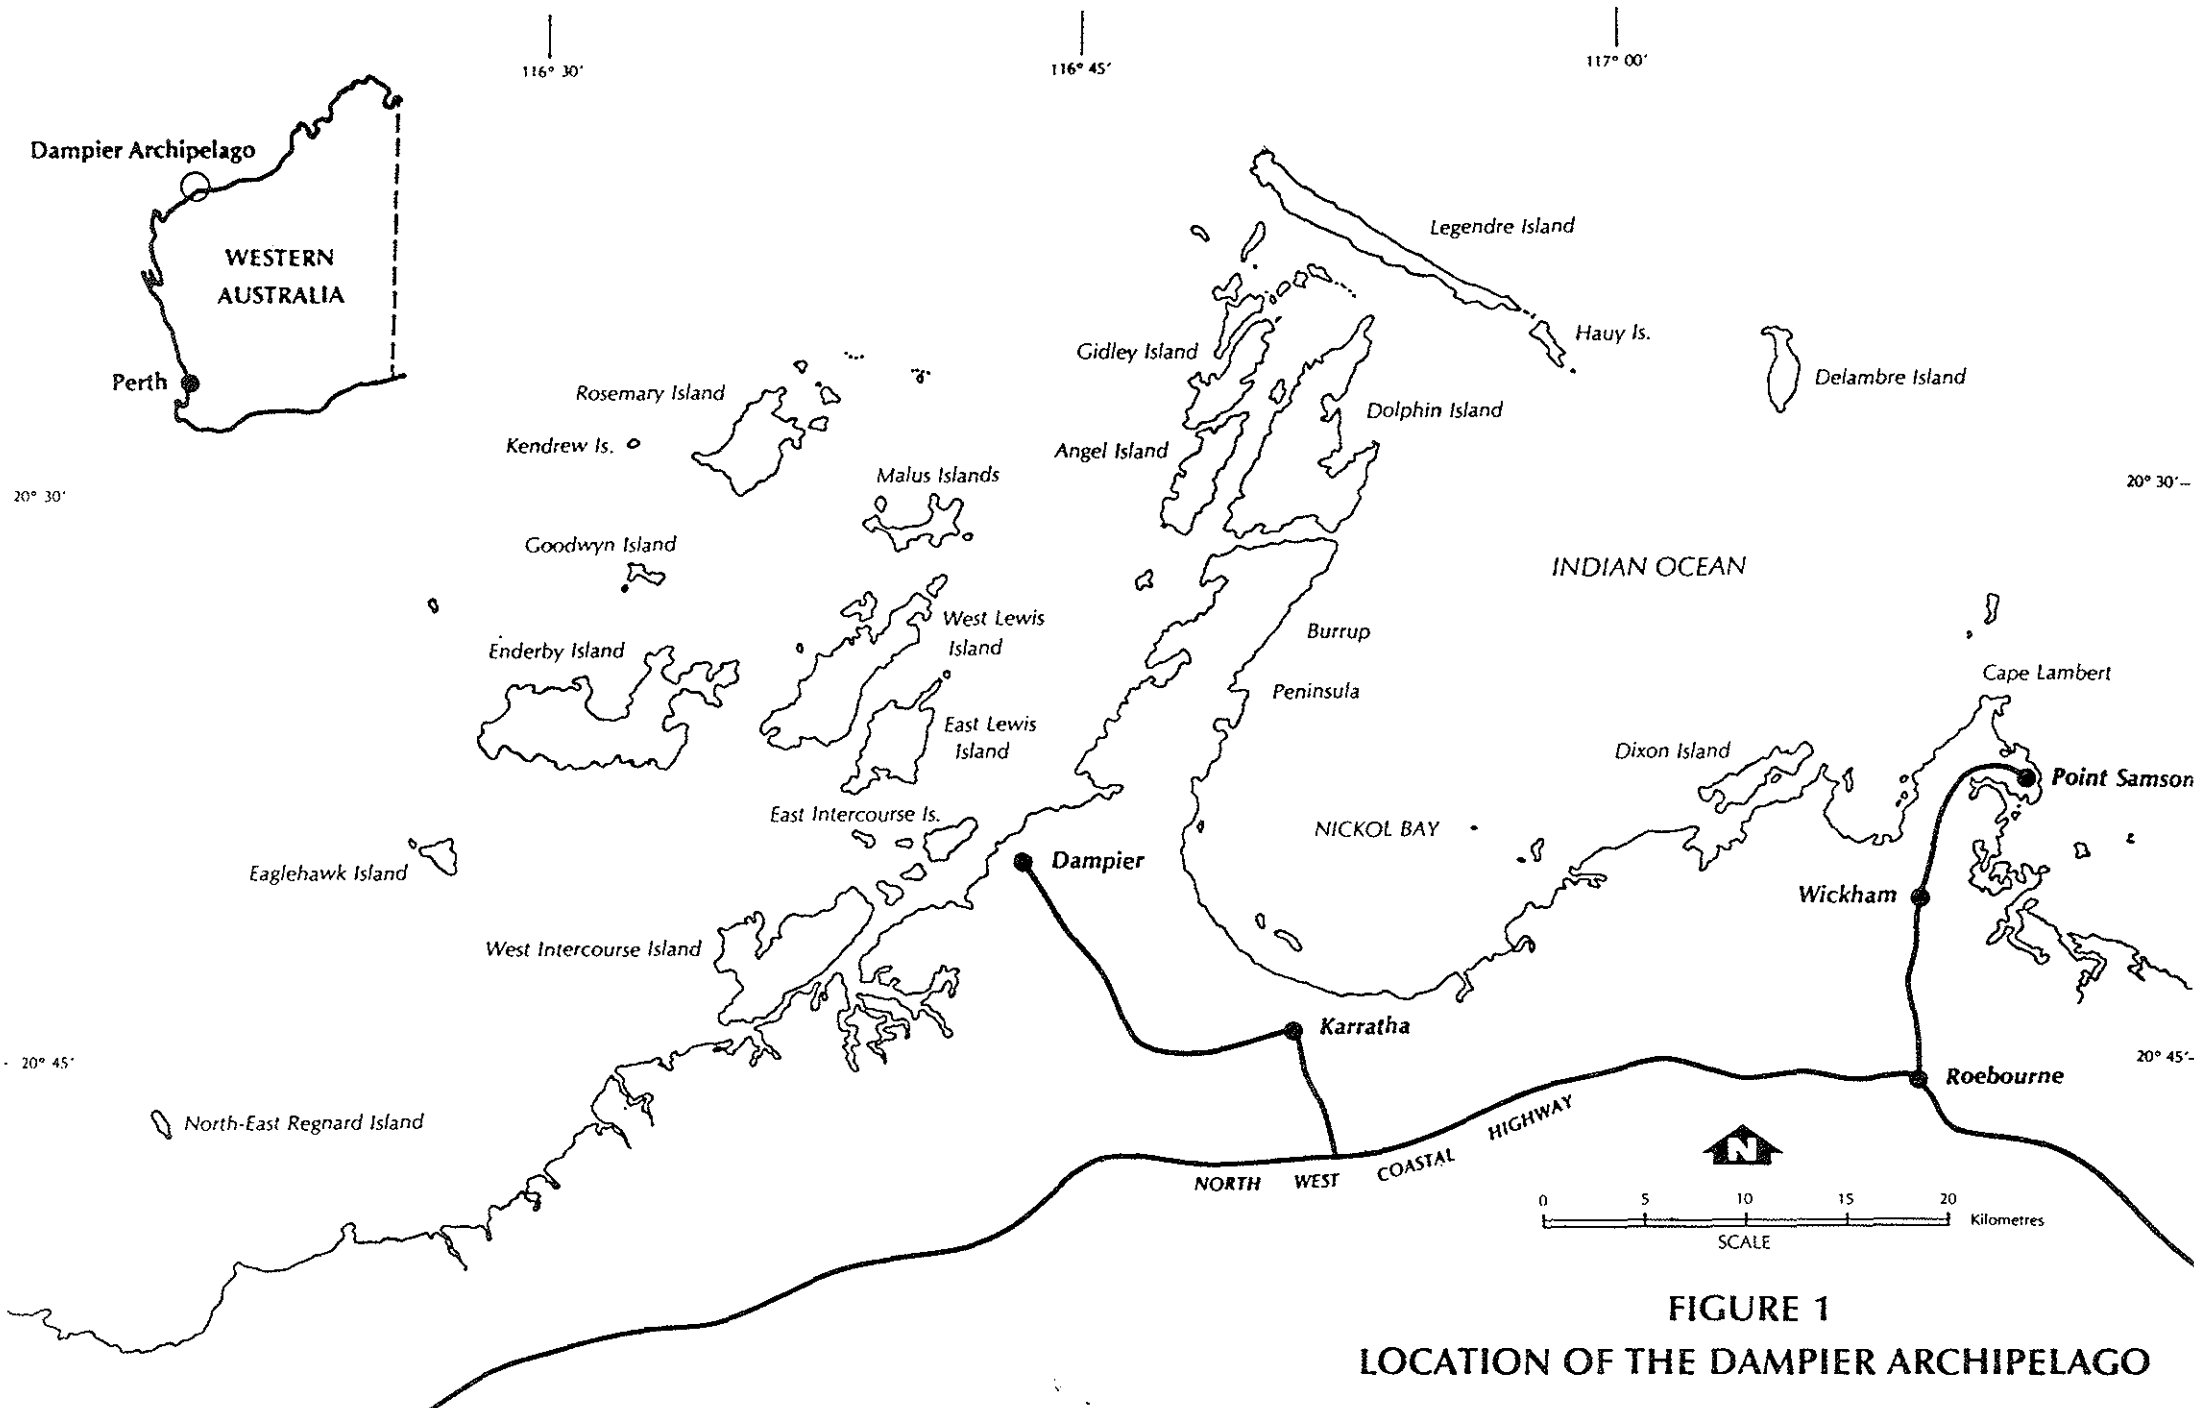 116° 30′
116° 45′
117° 00′
Dampier Archipelago
WESTERN
AUSTRALIA
Perth
Legendre Island
Hauy Is.
Gidley Island
Delambre Island
Rosemary Island
Dolphin Island
Kendrew Is.
Angel Island
Malus Islands
20° 30′
20° 30′
Goodwyn Island
INDIAN OCEAN
West Lewis
Island
Burrup
Enderby Island
Cape Lambert
Peninsula
East Lewis
Island
Dixon Island
Point Samson
East Intercourse Is.
NICKOL BAY
Dampier
Eaglehawk Island
Wickham
West Intercourse Island
Karratha
20° 45′
20° 45′
Roebourne
North-East Regnard Island
NORTH WEST COASTAL HIGHWAY
N
0 5 10 15 20
Kilometres
SCALE
FIGURE 1
LOCATION OF THE DAMPIER ARCHIPELAGO